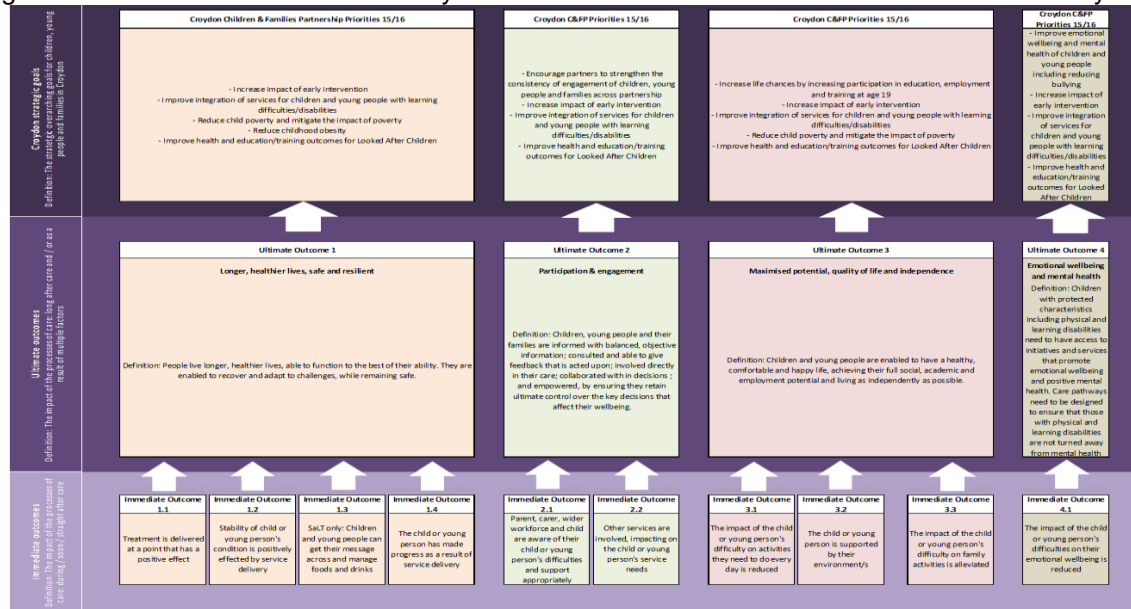 Croydon strategic goals
Definition: The stratetgic overarching goals for children, young
people and families in Croydon
Croydon Children & Families Partnership Priorities 15/16
- Increase impact of early intervention
- Improve integration of services for children and young people with learning
difficulties/disabilities
- Reduce child poverty and mitigate the impact of poverty
- Reduce childhood obesity
- Improve health and education/training outcomes for Looked After Children
Croydon C&FP Priorities 15/16
- Encourage partners to strengthen the
consistency of engagement of children, young
people and families across partnership
- Increase impact of early intervention
- Improve integration of services for children
and young people with learning
difficulties/disabilities
- Improve health and education/training
outcomes for Looked After Children
Croydon C&FP Priorities 15/16
- Increase life chances by increasing participation in education, employment
and training at age 19
- Increase impact of early intervention
- Improve integration of services for children and young people with learning
difficulties/disabilities
- Reduce child poverty and mitigate the impact of poverty
- Improve health and education/training outcomes for Looked After Children
Croydon C&FP
Priorities 15/16
- Improve emotional
wellbeing and mental
health of children and
young people
including reducing
bullying
- Increase impact of
early intervention
- Improve integration
of services for
children and young
people with learning
difficulties/disabilities
- Improve health and
education/training
outcomes for Looked
After Children
Ultimate outcomes
Definition: The impact of the processes of care: long after care and / or as a
result of multiple factors
Ultimate Outcome 1
Longer, healthier lives, safe and resilient
Definition: People live longer, healthier lives, able to function to the best of their ability. They are
enabled to recover and adapt to challenges, while remaining safe.
Ultimate Outcome 2
Participation & engagement
Definition: Children, young people and their
families are informed with balanced, objective
information; consulted and able to give
feedback that is acted upon; involved directly
in their care; collaborated with in decisions ;
and empowered, by ensuring they retain
ultimate control over the key decisions that
affect their wellbeing.
Ultimate Outcome 3
Maximised potential, quality of life and independence
Definition: Children and young people are enabled to have a healthy,
comfortable and happy life, achieving their full social, academic and
employment potential and living as independently as possible.
Ultimate Outcome 4
Emotional wellbeing
and mental health
Definition: Children
with protected
characteristics
including physical and
learning disabilities
need to have access to
initiatives and services
that promote
emotional wellbeing
and positive mental
health. Care pathways
need to be designed
to ensure that those
with physical and
learning disabilities
are not turned away
from mental health
Immediate outcomes
Definition: The impact of the processes of
care: during / soon / straight after care
Immediate Outcome
1.1
Treatment is delivered
at a point that has a
positive effect
Immediate Outcome
1.2
Stability of child or
young person's
condition is positively
effected by service
delivery
Immediate Outcome
1.3
SaLT only: Children
and young people can
get their message
across and manage
foods and drinks
Immediate Outcome
1.4
The child or young
person has made
progress as a result of
service delivery
Immediate Outcome
2.1
Parent, carer, wider
workforce and child
are aware of their
child or young
person's difficulties
and support
appropriately
Immediate Outcome
2.2
Other services are
involved, impacting on
the child or young
person's service
needs
Immediate Outcome
3.1
The impact of the child
or young person's
difficulty on activities
they need to do every
day is reduced
Immediate Outcome
3.2
The child or young
person is supported
by their
environment/s
Immediate Outcome
3.3
The impact of the child
or young person's
difficulty on family
activities is alleviated
Immediate Outcome
4.1
The impact of the
child or young
person's difficulties on
their emotional
wellbeing is
reduced